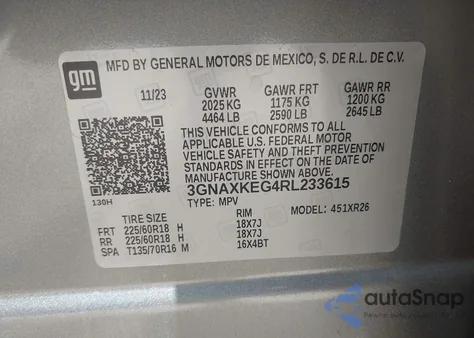 gm
MFD BY GENERAL MOTORS DE MEXICO, S. DE R.L. DE C.V.
11/23 GVWR GAWR FRT GAWR RR
2025 KG 1175 KG 1200 KG
4464 LB 2590 LB 2645 LB
THIS VEHICLE CONFORMS TO ALL
APPLICABLE U.S. FEDERAL MOTOR
VEHICLE SAFETY AND THEFT PREVENTION
STANDARDS IN EFFECT ON THE DATE OF
MANUFACTURE SHOWN ABOVE.
3GNAXKEG4RL233615
130H
TYPE: MPV
MODEL: 451XR26
TIRE SIZE RIM
FRT 225/60R18 H 18X7J
RR 225/60R18 H 18X7J
SPA T135/70R16 M 16X4BT
autaSnap